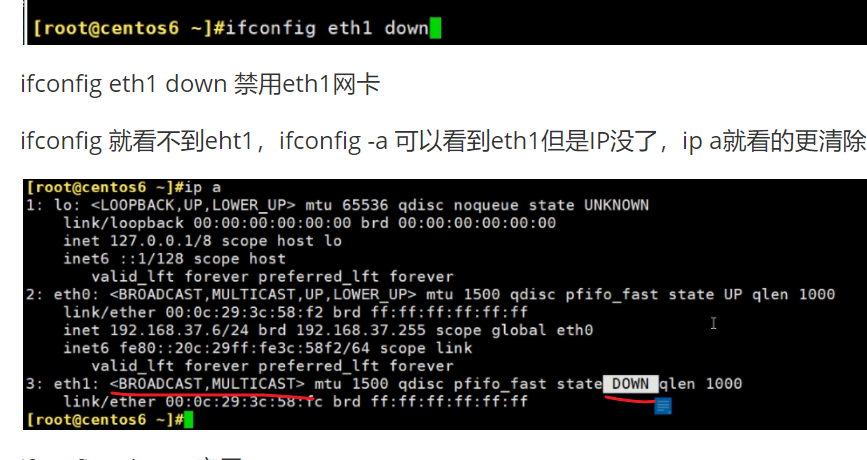 [root@centos6 ~]#ifconfig eth1 down
ifconfig eth1 down 禁用eth1网卡
ifconfig 就看不到eht1，ifconfig -a 可以看到eth1但是IP没了，ip a就看的更清除
[root@centos6 ~]#ip a
1: lo: <LOOPBACK,UP,LOWER_UP> mtu 65536 qdisc noqueue state UNKNOWN
link/loopback 00:00:00:00:00:00 brd 00:00:00:00:00:00
inet 127.0.0.1/8 scope host lo
inet6 ::1/128 scope host
valid_lft forever preferred_lft forever
2: eth0: <BROADCAST,MULTICAST,UP,LOWER_UP> mtu 1500 qdisc pfifo_fast state UP qlen 1000
link/ether 00:0c:29:3c:58:f2 brd ff:ff:ff:ff:ff:ff
inet 192.168.37.6/24 brd 192.168.37.255 scope global eth0
inet6 fe80::20c:29ff:fe3c:58f2/64 scope link
valid_lft forever preferred_lft forever
3: eth1: <BROADCAST,MULTICAST> mtu 1500 qdisc pfifo_fast state DOWN qlen 1000
link/ether 00:0c:29:3c:58:fc brd ff:ff:ff:ff:ff:ff
[root@centos6 ~]#